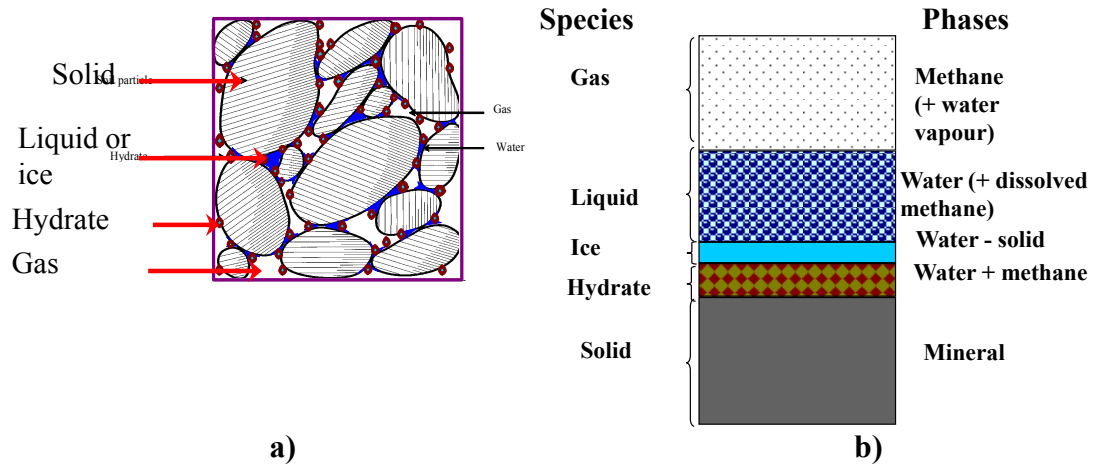 Solid
Soil particle
Liquid or
ice
Hydrate
Hydrate
Gas
Gas
Water
a)
Species
Phases
Gas
Methane
(+ water
vapour)
Liquid
Water (+ dissolved
methane)
Ice
Water - solid
Hydrate
Water + methane
Solid
Mineral
b)